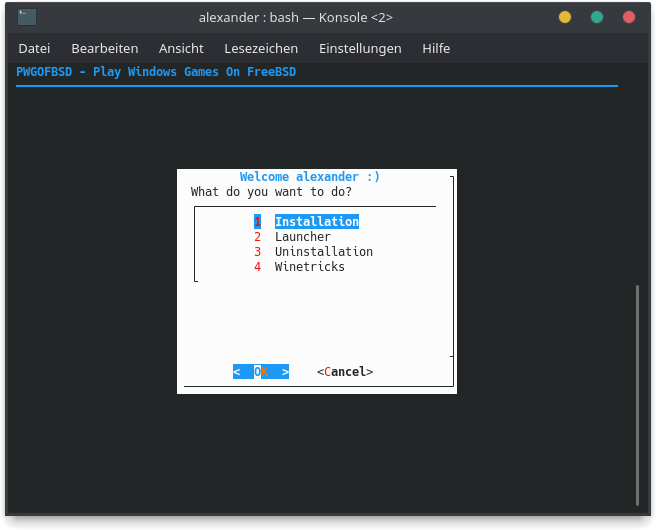 alexander : bash — Konsole <2>
Datei Bearbeiten Ansicht Lesezeichen Einstellungen Hilfe
PWGOFBSD - Play Windows Games On FreeBSD
Welcome alexander :)
What do you want to do?
1 Installation
2 Launcher
3 Uninstallation
4 Winetricks
< OK > <Cancel>